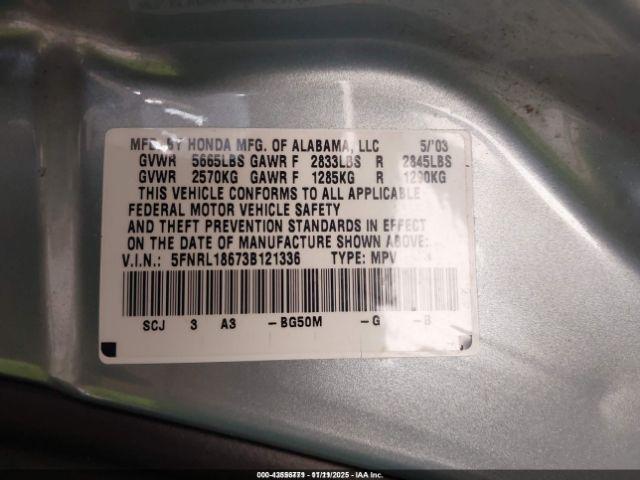 MFD. BY HONDA MFG. OF ALABAMA, LLC 5/'03
GVWR 5665LBS GAWR F 2833LBS R 2845LBS
GVWR 2570KG GAWR F 1285KG R 1290KG
THIS VEHICLE CONFORMS TO ALL APPLICABLE
FEDERAL MOTOR VEHICLE SAFETY
AND THEFT PREVENTION STANDARDS IN EFFECT
ON THE DATE OF MANUFACTURE SHOWN ABOVE.
V.I.N.: 5FNRL18673B121336 TYPE: MPV
SCJ 3 A3 -BG50M -G -B